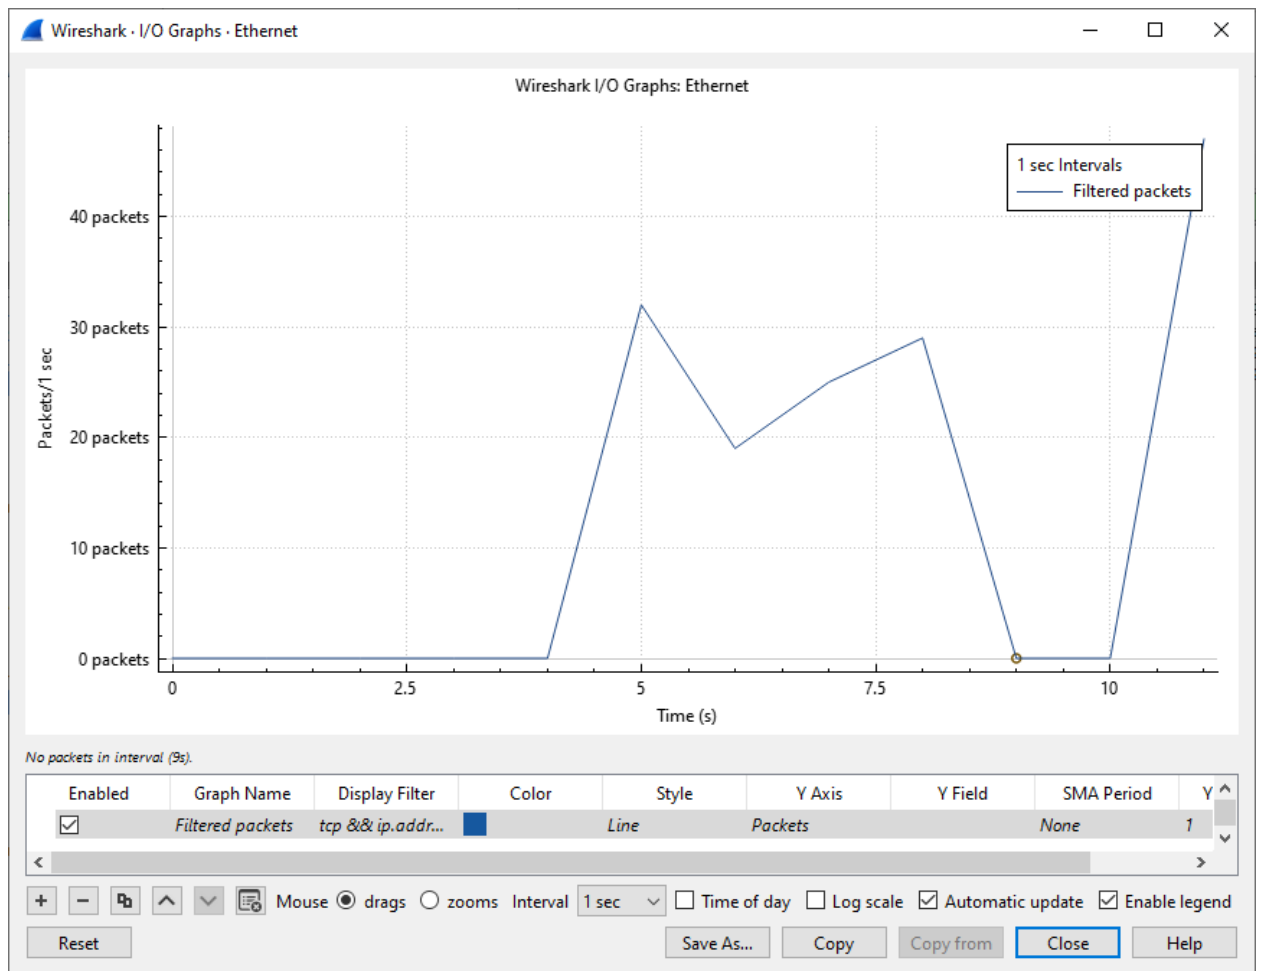 Wireshark · I/O Graphs · Ethernet
Wireshark I/O Graphs: Ethernet
1 sec Intervals
Filtered packets
40 packets
30 packets
20 packets
10 packets
0 packets
Packets/1 sec
0 2.5 5 7.5 10
Time (s)
No packets in interval (9s).
Enabled Graph Name Display Filter Color Style Y Axis Y Field SMA Period Y
Filtered packets tcp && ip.addr... Line Packets None 1
Mouse drags zooms Interval 1 sec Time of day Log scale Automatic update Enable legend
Reset Save As... Copy Copy from Close Help